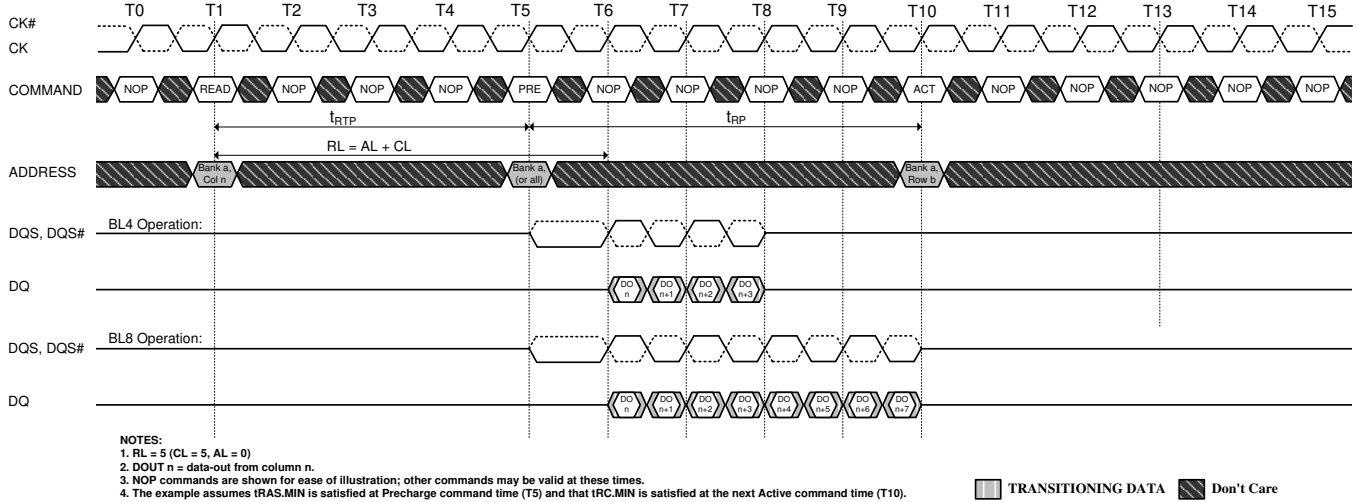 T0 T1 T2 T3 T4 T5 T6 T7 T8 T9 T10 T11 T12 T13 T14 T15
CK#
CK
COMMAND NOP READ NOP NOP NOP PRE NOP NOP NOP NOP ACT NOP NOP NOP NOP NOP
tRTP tRP
RL = AL + CL
ADDRESS Bank a, Col n Bank a, (or all) Bank a, Row b
BL4 Operation:
DQS, DQS#
DQ DO n DO n+1 DO n+2 DO n+3
BL8 Operation:
DQS, DQS#
DQ DO n DO n+1 DO n+2 DO n+3 DO n+4 DO n+5 DO n+6 DO n+7
NOTES:
1. RL = 5 (CL = 5, AL = 0)
2. DOUT n = data-out from column n.
3. NOP commands are shown for ease of illustration; other commands may be valid at these times.
4. The example assumes tRAS.MIN is satisfied at Precharge command time (T5) and that tRC.MIN is satisfied at the next Active command time (T10).
TRANSITIONING DATA Don't Care